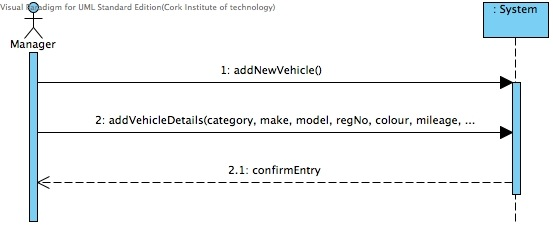 Visual Paradigm for UML Standard Edition(Cork Institute of technology)
: System
Manager
1: addNewVehicle()
2: addVehicleDetails(category, make, model, regNo, colour, mileage, ...
2.1: confirmEntry